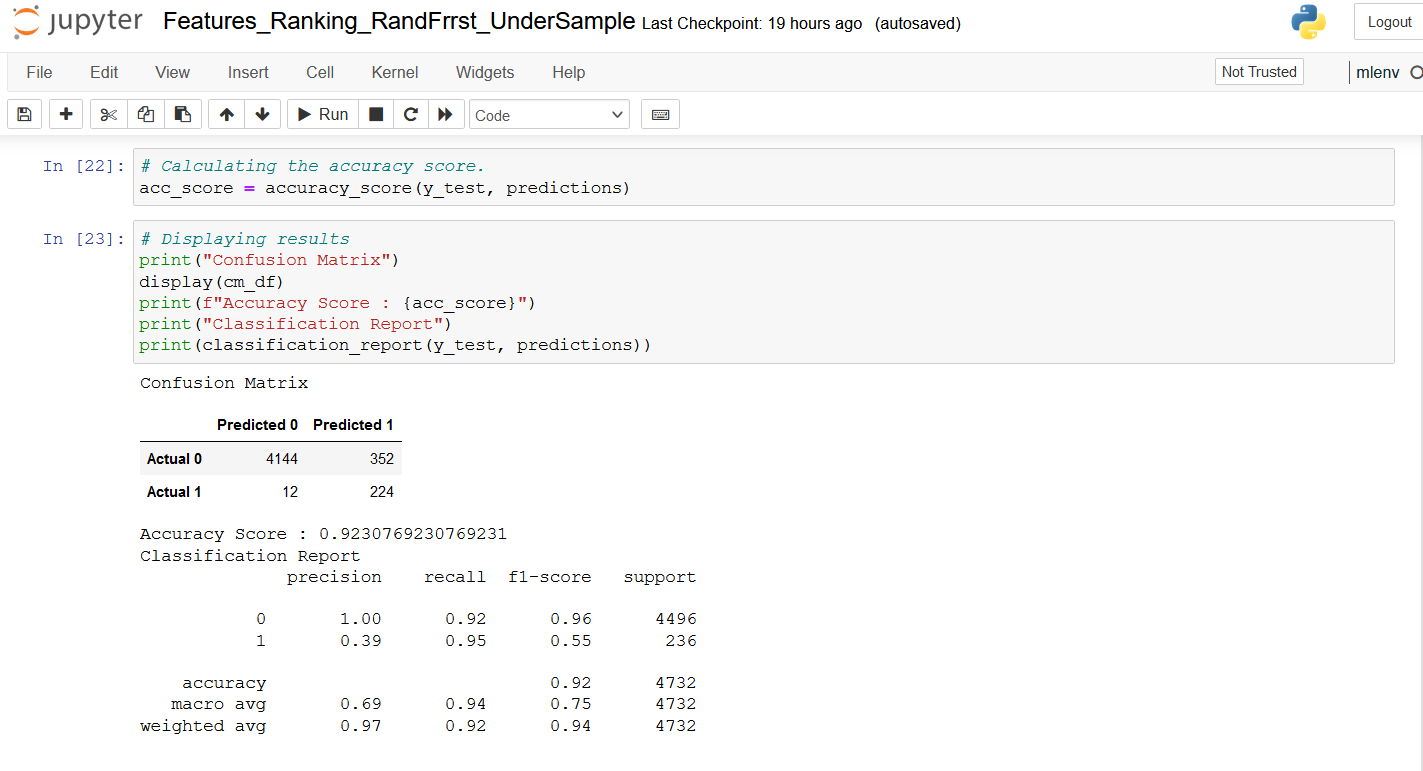 jupyter Features_Ranking_RandFrrst_UnderSample Last Checkpoint: 19 hours ago (autosaved) Logout
File Edit View Insert Cell Kernel Widgets Help Not Trusted mlenv
Run Code
In [22]: # Calculating the accuracy score.
acc_score = accuracy_score(y_test, predictions)
In [23]: # Displaying results
print("Confusion Matrix")
display(cm_df)
print(f"Accuracy Score : {acc_score}")
print("Classification Report")
print(classification_report(y_test, predictions))
Confusion Matrix
Predicted 0 Predicted 1
Actual 0 4144 352
Actual 1 12 224
Accuracy Score : 0.9230769230769231
Classification Report
precision recall f1-score support
0 1.00 0.92 0.96 4496
1 0.39 0.95 0.55 236
accuracy 0.92 4732
macro avg 0.69 0.94 0.75 4732
weighted avg 0.97 0.92 0.94 4732